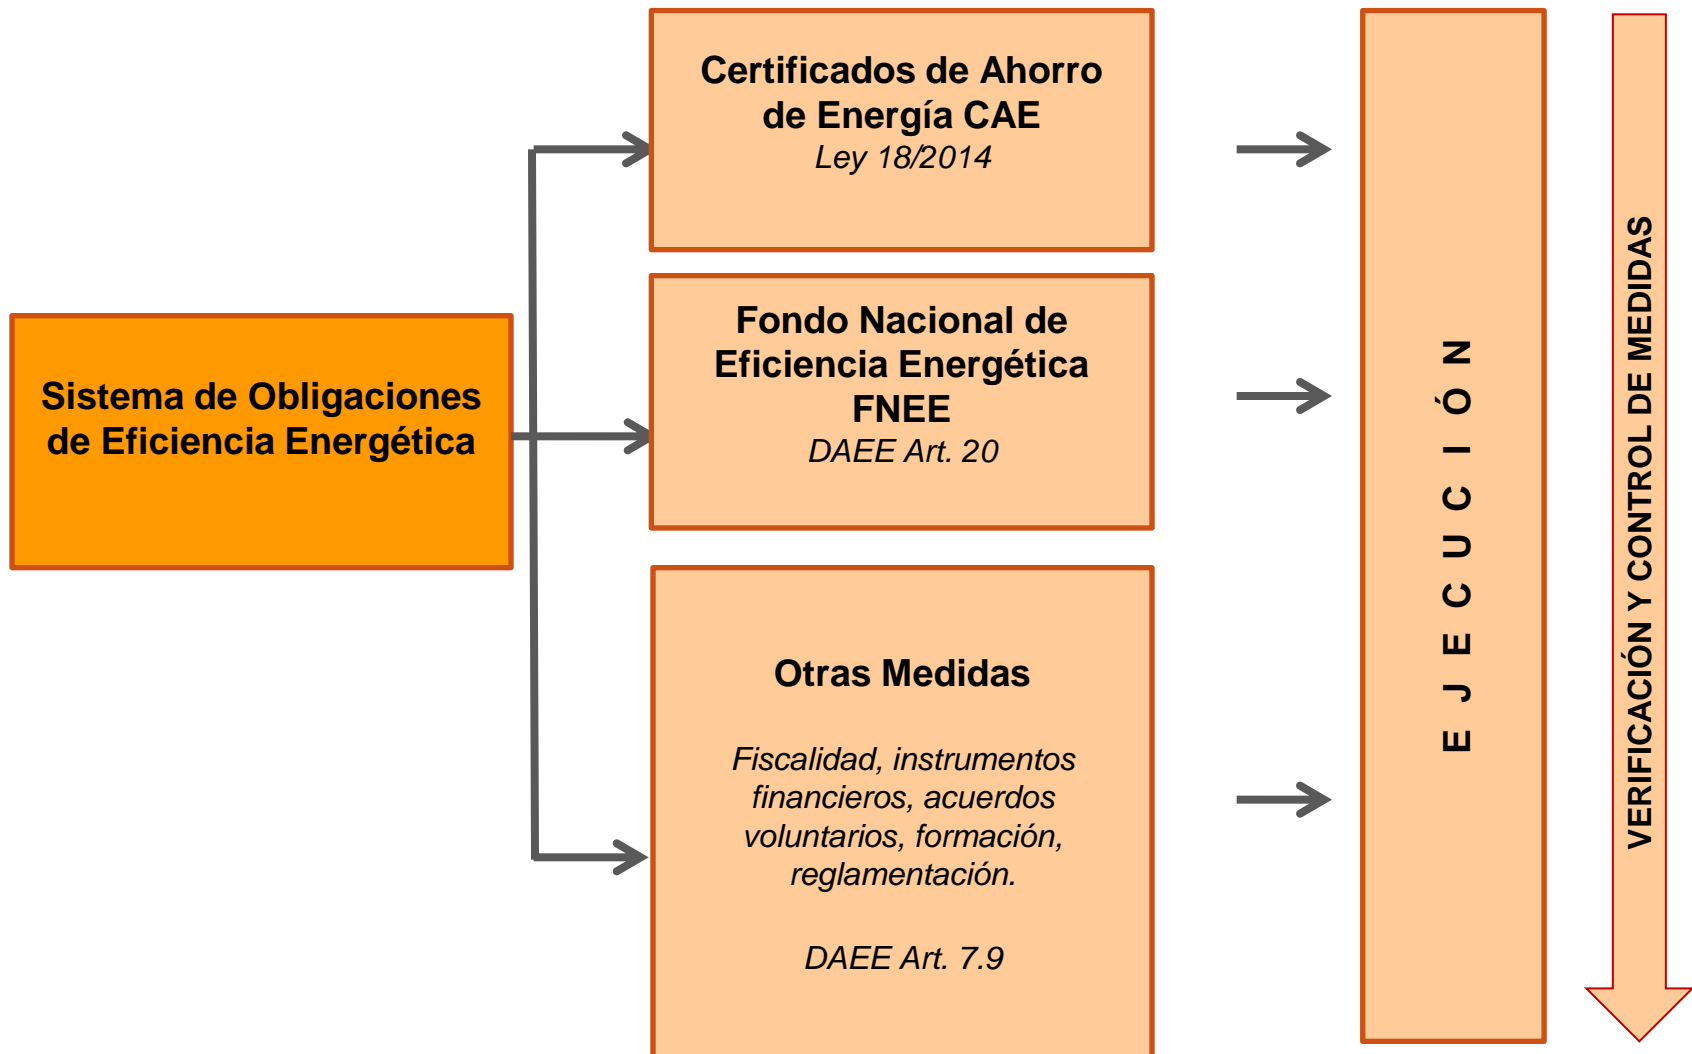 Sistema de Obligaciones
de Eficiencia Energética
Certificados de Ahorro
de Energía CAE
Ley 18/2014
Fondo Nacional de
Eficiencia Energética
FNEE
DAEE Art. 20
Otras Medidas
Fiscalidad, instrumentos
financieros, acuerdos
voluntarios, formación,
reglamentación.
DAEE Art. 7.9
E J E C U C I Ó N
VERIFICACIÓN Y CONTROL DE MEDIDAS